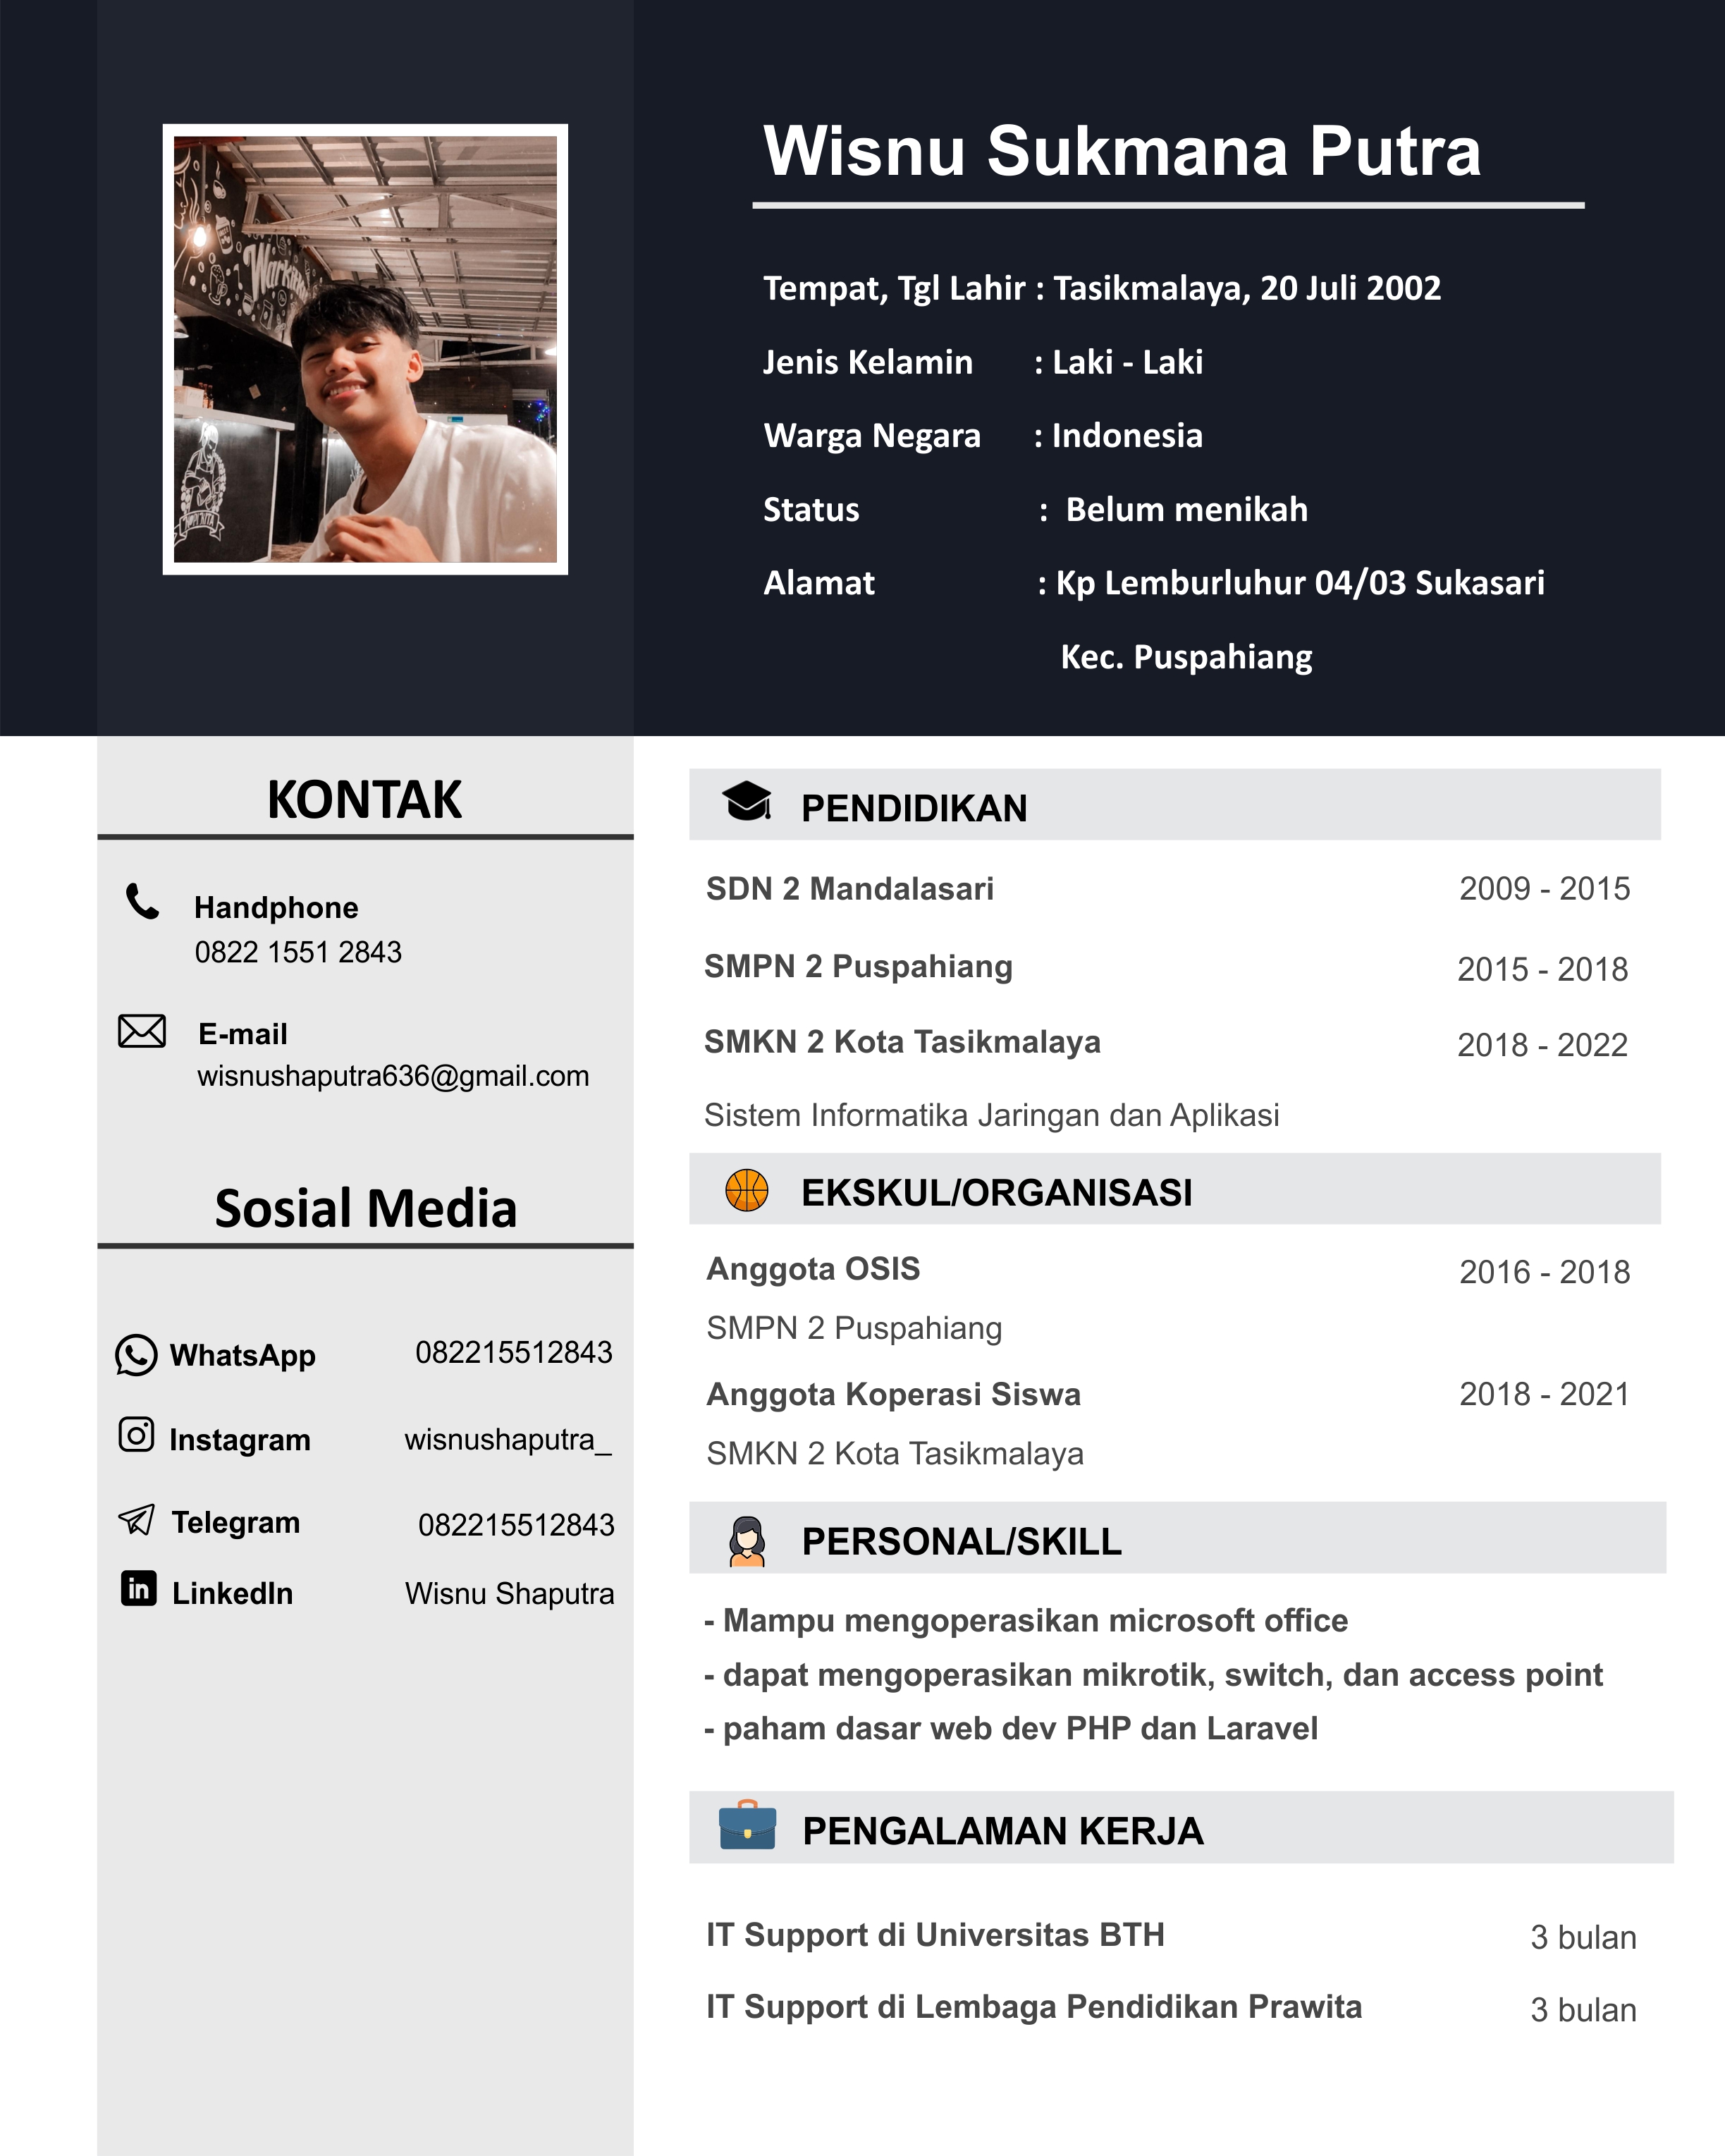 Wisnu Sukmana Putra
Tempat, Tgl Lahir : Tasikmalaya, 20 Juli 2002
Jenis Kelamin : Laki - Laki
Warga Negara : Indonesia
Status : Belum menikah
Alamat : Kp Lemburluhur 04/03 Sukasari
Kec. Puspahiang
KONTAK
Handphone
0822 1551 2843
E-mail
wisnushaputra636@gmail.com
Sosial Media
WhatsApp 082215512843
Instagram wisnushaputra_
Telegram 082215512843
LinkedIn Wisnu Shaputra
PENDIDIKAN
SDN 2 Mandalasari 2009 - 2015
SMPN 2 Puspahiang 2015 - 2018
SMKN 2 Kota Tasikmalaya 2018 - 2022
Sistem Informatika Jaringan dan Aplikasi
EKSKUL/ORGANISASI
Anggota OSIS 2016 - 2018
SMPN 2 Puspahiang
Anggota Koperasi Siswa 2018 - 2021
SMKN 2 Kota Tasikmalaya
PERSONAL/SKILL
- Mampu mengoperasikan microsoft office
- dapat mengoperasikan mikrotik, switch, dan access point
- paham dasar web dev PHP dan Laravel
PENGALAMAN KERJA
IT Support di Universitas BTH 3 bulan
IT Support di Lembaga Pendidikan Prawita 3 bulan